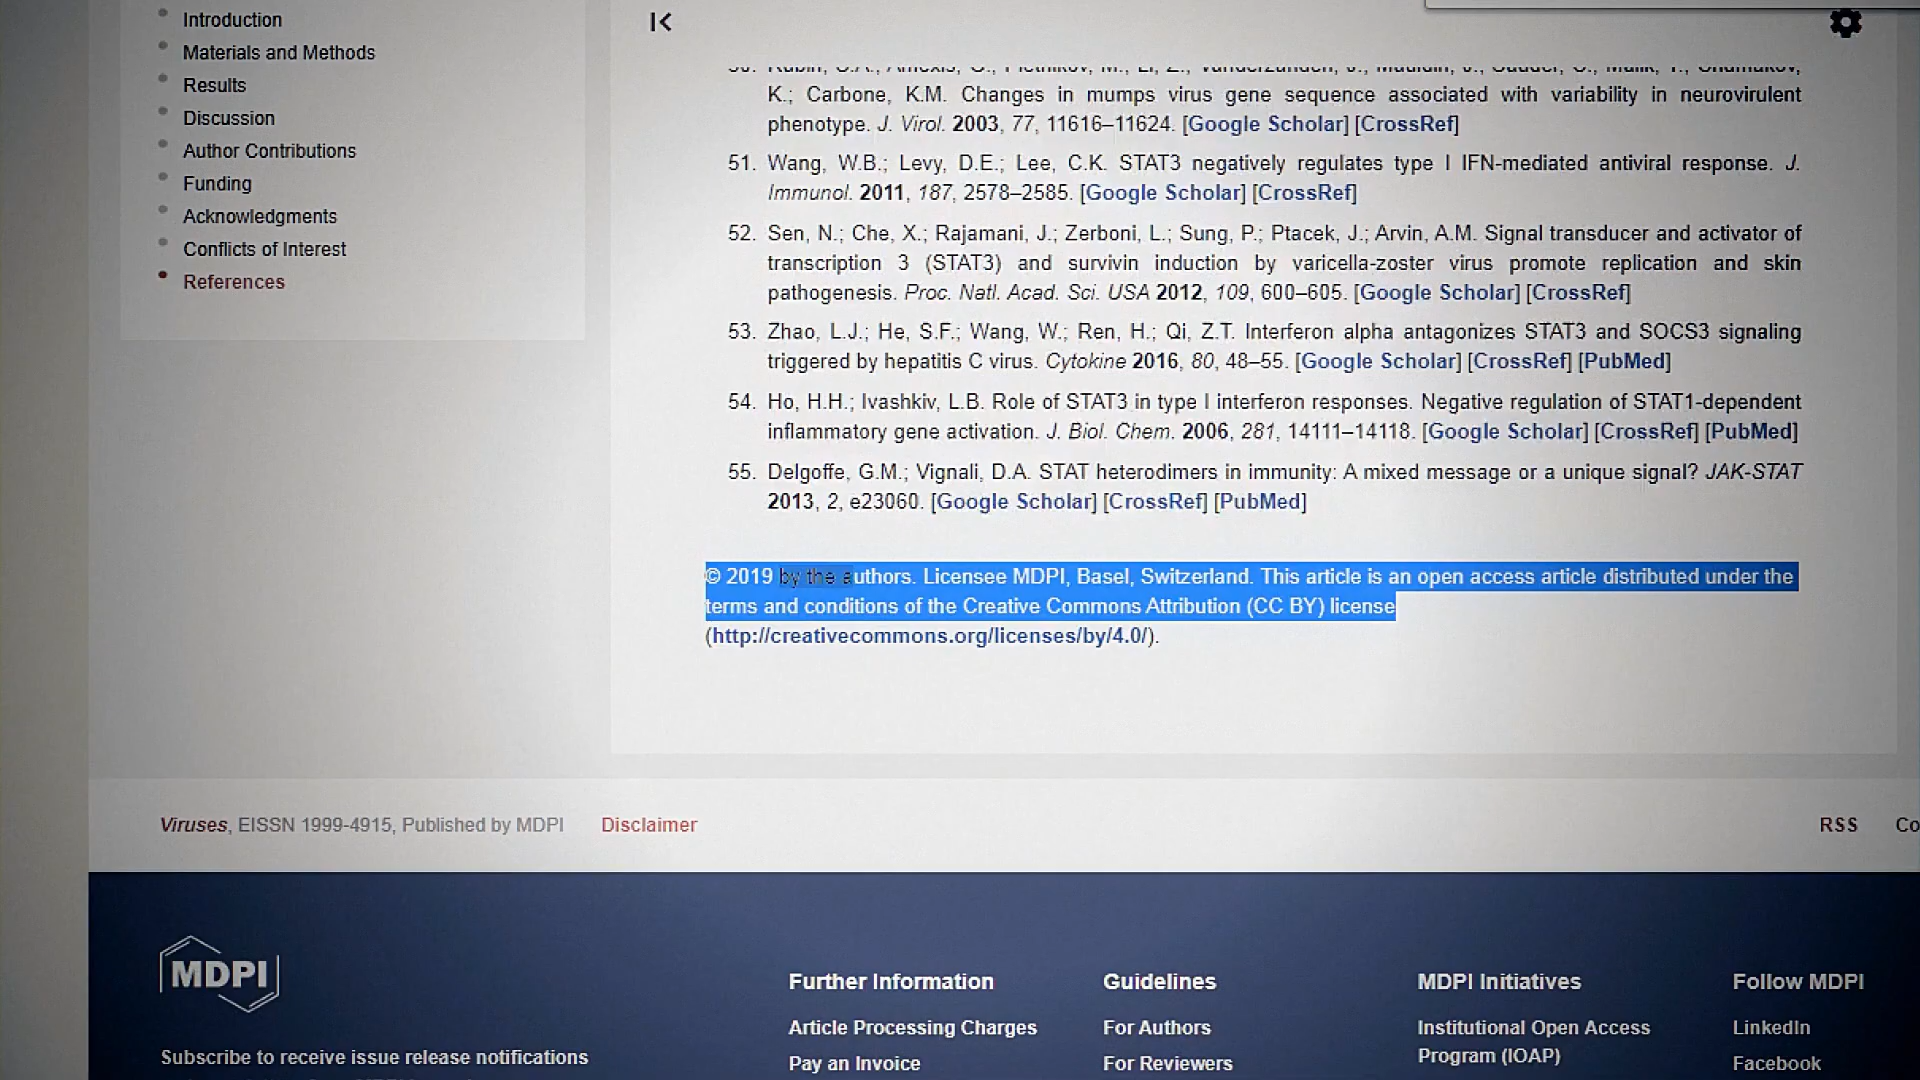 Introduction
Materials and Methods
Results
Discussion
Author Contributions
Funding
Acknowledgments
Conflicts of Interest
References
K.; Carbone, K.M. Changes in mumps virus gene sequence associated with variability in neurovirulent
phenotype. J. Virol. 2003, 77, 11616–11624. [Google Scholar] [CrossRef]
51. Wang, W.B.; Levy, D.E.; Lee, C.K. STAT3 negatively regulates type I IFN-mediated antiviral response. J.
Immunol. 2011, 187, 2578–2585. [Google Scholar] [CrossRef]
52. Sen, N.; Che, X.; Rajamani, J.; Zerboni, L.; Sung, P.; Ptacek, J.; Arvin, A.M. Signal transducer and activator of
transcription 3 (STAT3) and survivin induction by varicella-zoster virus promote replication and skin
pathogenesis. Proc. Natl. Acad. Sci. USA 2012, 109, 600–605. [Google Scholar] [CrossRef]
53. Zhao, L.J.; He, S.F.; Wang, W.; Ren, H.; Qi, Z.T. Interferon alpha antagonizes STAT3 and SOCS3 signaling
triggered by hepatitis C virus. Cytokine 2016, 80, 48–55. [Google Scholar] [CrossRef] [PubMed]
54. Ho, H.H.; Ivashkiv, L.B. Role of STAT3 in type I interferon responses. Negative regulation of STAT1-dependent
inflammatory gene activation. J. Biol. Chem. 2006, 281, 14111–14118. [Google Scholar] [CrossRef] [PubMed]
55. Delgoffe, G.M.; Vignali, D.A. STAT heterodimers in immunity: A mixed message or a unique signal? JAK-STAT
2013, 2, e23060. [Google Scholar] [CrossRef] [PubMed]
© 2019 by the authors. Licensee MDPI, Basel, Switzerland. This article is an open access article distributed under the
terms and conditions of the Creative Commons Attribution (CC BY) license
(http://creativecommons.org/licenses/by/4.0/).
Viruses, EISSN 1999-4915, Published by MDPI Disclaimer RSS Co
MDPI
Subscribe to receive issue release notifications
Further Information
Article Processing Charges
Pay an Invoice
Guidelines
For Authors
For Reviewers
MDPI Initiatives
Institutional Open Access
Program (IOAP)
Follow MDPI
LinkedIn
Facebook